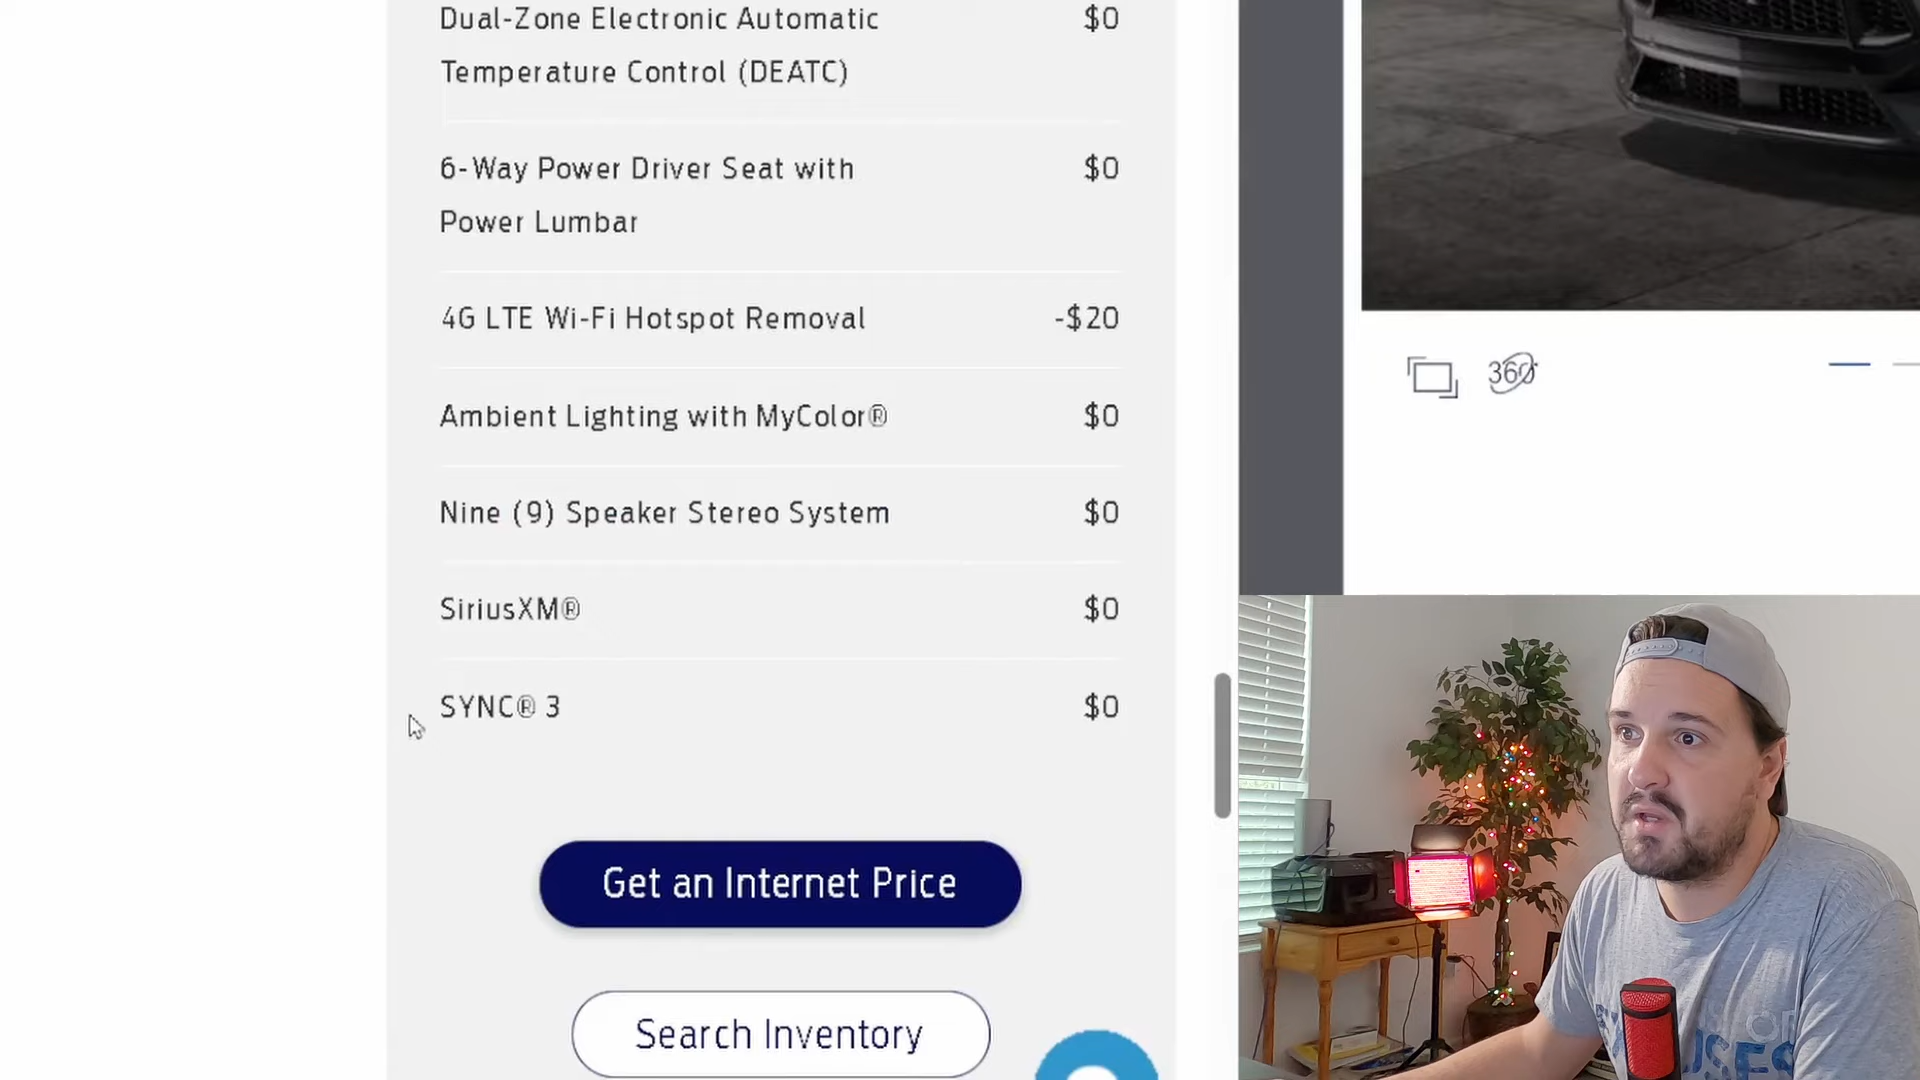 Dual-Zone Electronic Automatic $0
Temperature Control (DEATC)
6-Way Power Driver Seat with $0
Power Lumbar
4G LTE Wi-Fi Hotspot Removal -$20
Ambient Lighting with MyColor® $0
Nine (9) Speaker Stereo System $0
SiriusXM® $0
SYNC® 3 $0
Get an Internet Price
Search Inventory
360